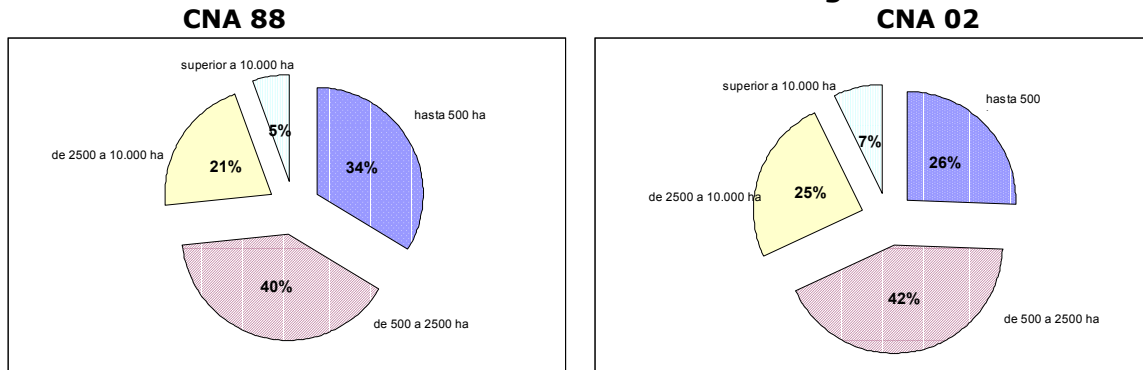 CNA 88
CNA 02
superior a 10.000 ha
5%
hasta 500 ha
34%
de 2500 a 10.000 ha
21%
40%
de 500 a 2500 ha
superior a 10.000 ha
7%
hasta 500
26%
de 2500 a 10.000 ha
25%
42%
de 500 a 2500 ha